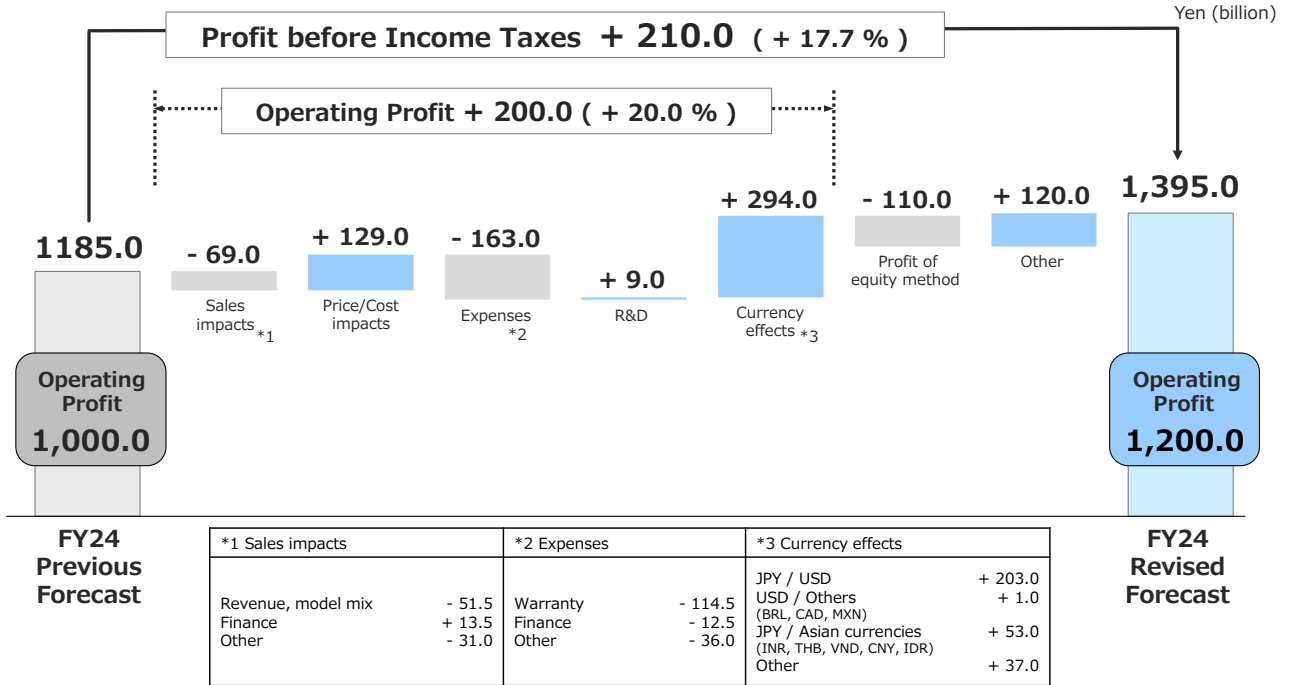 Yen (billion)
Profit before Income Taxes + 210.0 ( + 17.7 % )
Operating Profit + 200.0 ( + 20.0 % )
1185.0
- 69.0
Sales
impacts *1
+ 129.0
Price/Cost
impacts
- 163.0
Expenses
*2
+ 9.0
R&D
+ 294.0
Currency
effects *3
- 110.0
Profit of
equity method
+ 120.0
Other
1,395.0
Operating
Profit
1,000.0
Operating
Profit
1,200.0
FY24
Previous
Forecast
*1 Sales impacts
Revenue, model mix - 51.5
Finance + 13.5
Other - 31.0
*2 Expenses
Warranty - 114.5
Finance - 12.5
Other - 36.0
*3 Currency effects
JPY / USD + 203.0
USD / Others + 1.0
(BRL, CAD, MXN)
JPY / Asian currencies + 53.0
(INR, THB, VND, CNY, IDR)
Other + 37.0
FY24
Revised
Forecast